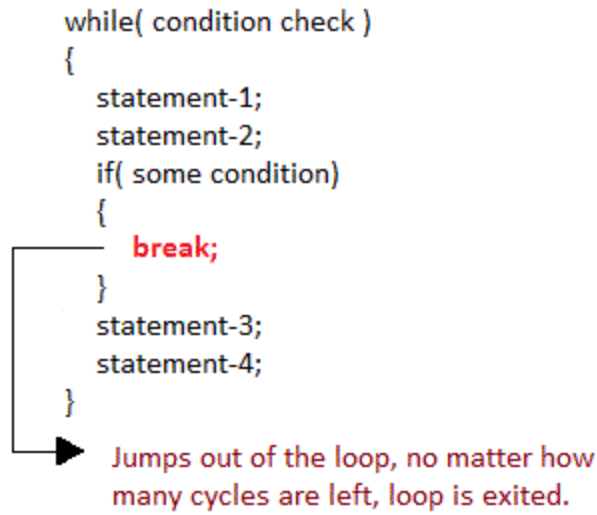 while( condition check )
{
statement-1;
statement-2;
if( some condition)
{
break;
}
statement-3;
statement-4;
}
Jumps out of the loop, no matter how
many cycles are left, loop is exited.